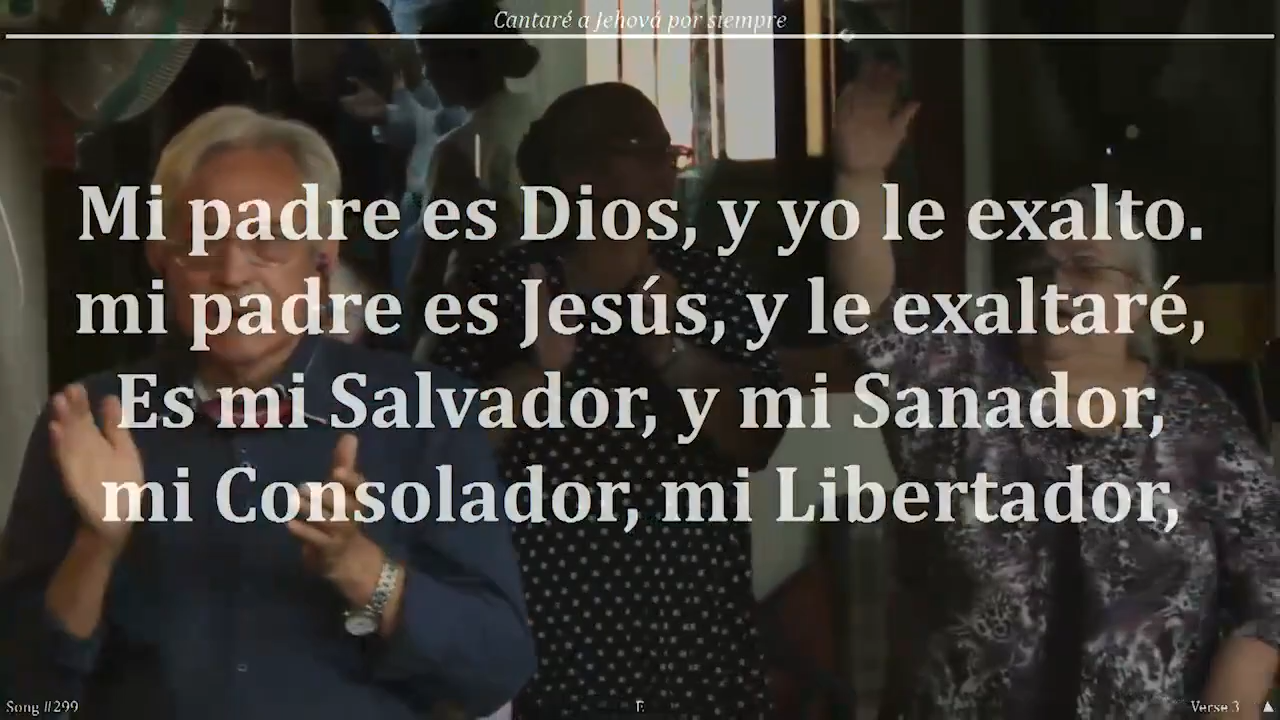 Cantaré a Jehová por siempre
Mi padre es Dios, y yo le exalto.
mi padre es Jesús, y le exaltaré,
Es mi Salvador, y mi Sanador,
mi Consolador, mi Libertador,
Song #299
E
Verse 3 ▲